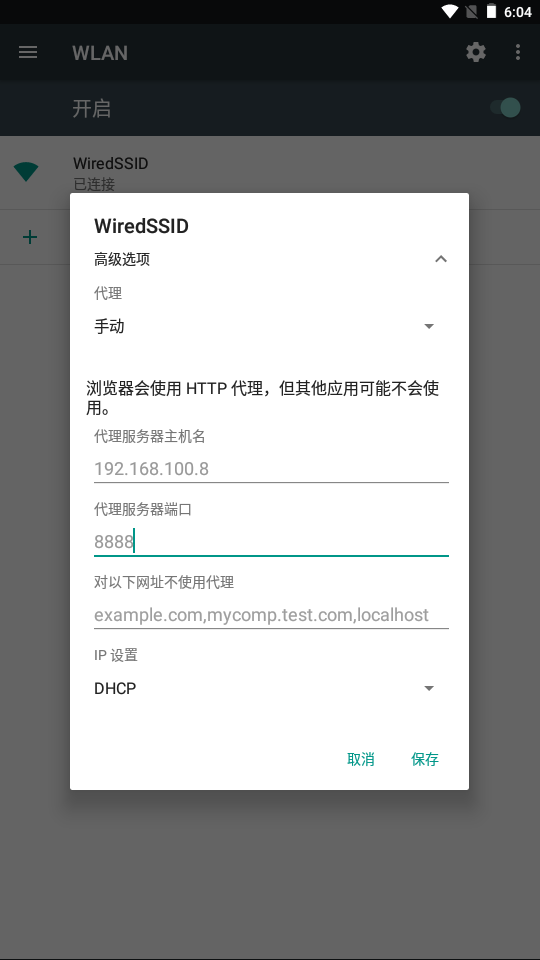 6:04
WLAN
开启
WiredSSID
已连接
WiredSSID
高级选项
代理
手动
浏览器会使用 HTTP 代理，但其他应用可能不会使
用。
代理服务器主机名
192.168.100.8
代理服务器端口
8888
对以下网址不使用代理
example.com,mycomp.test.com,localhost
IP 设置
DHCP
取消 保存